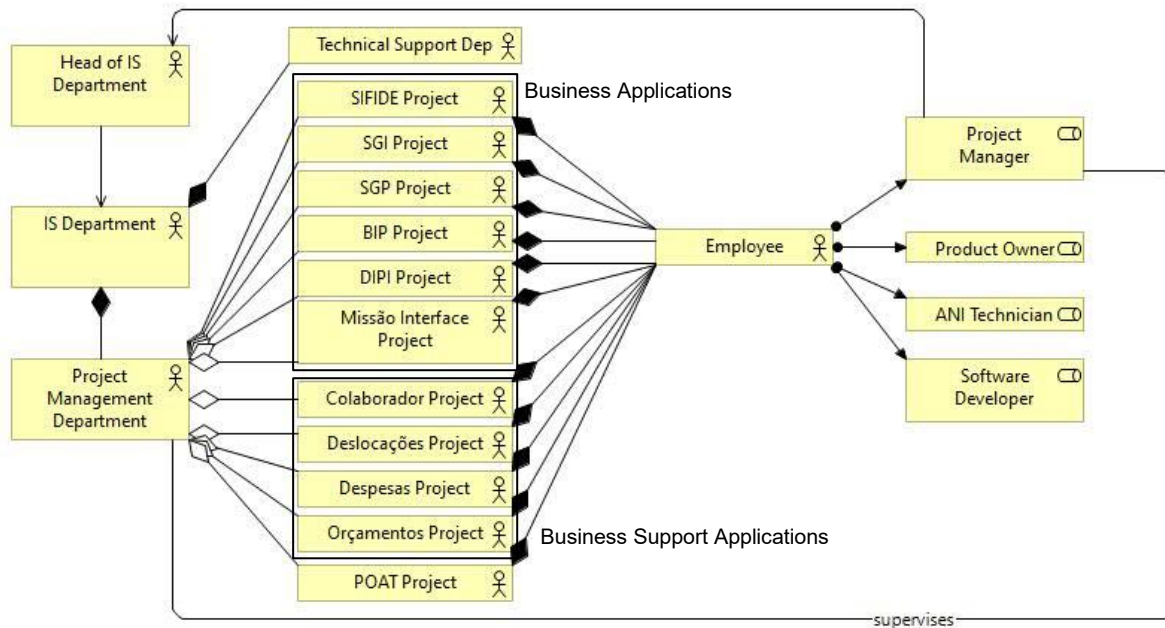 Technical Support Dep
Head of IS
Department
Business Applications
SIFIDE Project
SGI Project
Project
Manager
SGP Project
IS Department
BIP Project
Employee
Product Owner
DIPI Project
Missão Interface
Project
ANI Technician
Project
Management
Department
Colaborador Project
Software
Developer
Deslocações Project
Despesas Project
Orçamentos Project
Business Support Applications
POAT Project
supervises